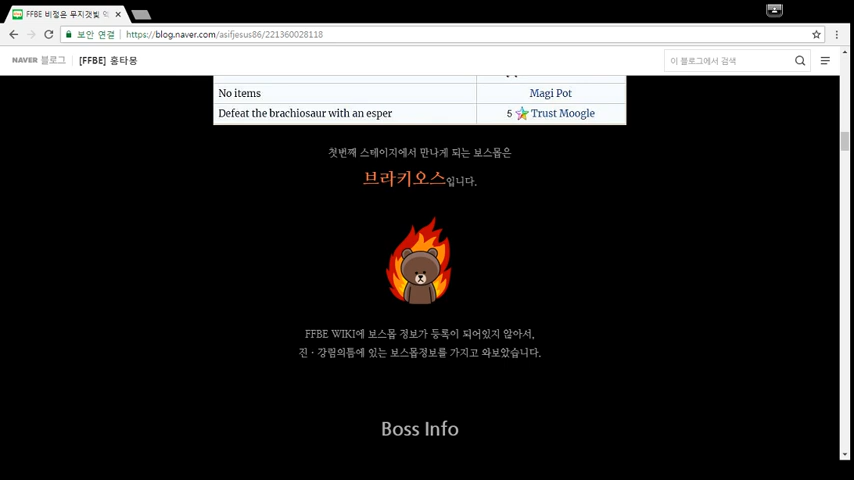 FFBE 비정은 무지갯빛
보안 연결 | https://blog.naver.com/asifjesus86/221360028118
NAVER 블로그 | [FFBE] 홍타몽
이 블로그에서 검색
No items Magi Pot
Defeat the brachiosaur with an esper 5 Trust Moogle
첫번째 스테이지에서 만나게 되는 보스몹은
브라키오스입니다.
FFBE WIKI에 보스몹 정보가 등록이 되어있지 않아서,
진 · 강림의틈에 있는 보스몹정보를 가지고 와보았습니다.
Boss Info